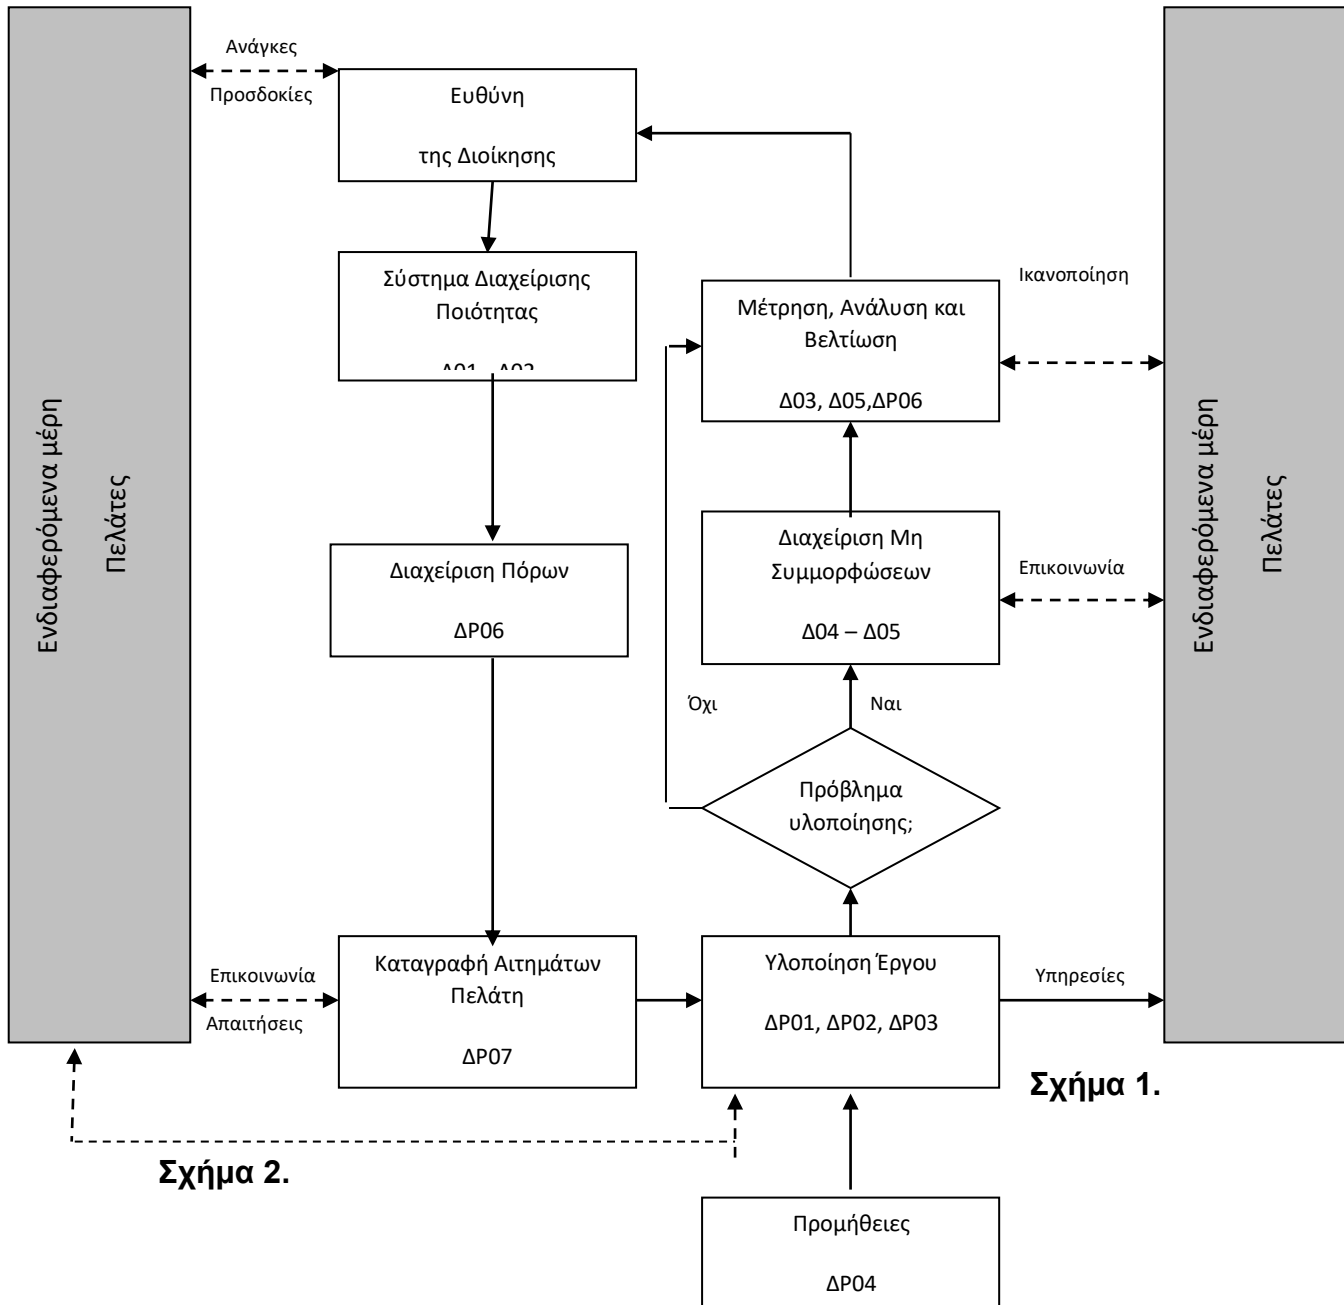 Ενδιαφερόμενα μέρη
Πελάτες
Ανάγκες
Προσδοκίες
Ευθύνη
της Διοίκησης
Σύστημα Διαχείρισης
Ποιότητας
Διαχείριση Πόρων
ΔΡ06
Επικοινωνία
Απαιτήσεις
Καταγραφή Αιτημάτων
Πελάτη
ΔΡ07
Μέτρηση, Ανάλυση και
Βελτίωση
Δ03, Δ05,ΔΡ06
Διαχείριση Μη
Συμμορφώσεων
Δ04 – Δ05
Όχι
Ναι
Πρόβλημα
υλοποίησης;
Υλοποίηση Έργου
ΔΡ01, ΔΡ02, ΔΡ03
Προμήθειες
ΔΡ04
Ικανοποίηση
Επικοινωνία
Υπηρεσίες
Ενδιαφερόμενα μέρη
Πελάτες
Σχήμα 1.
Σχήμα 2.